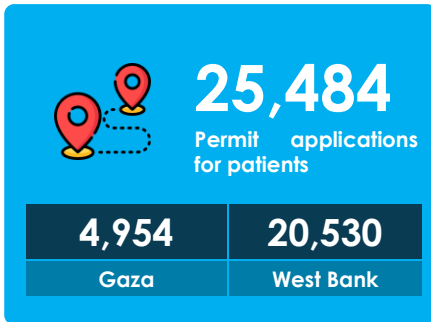 25,484
Permit applications
for patients
4,954 20,530
Gaza West Bank